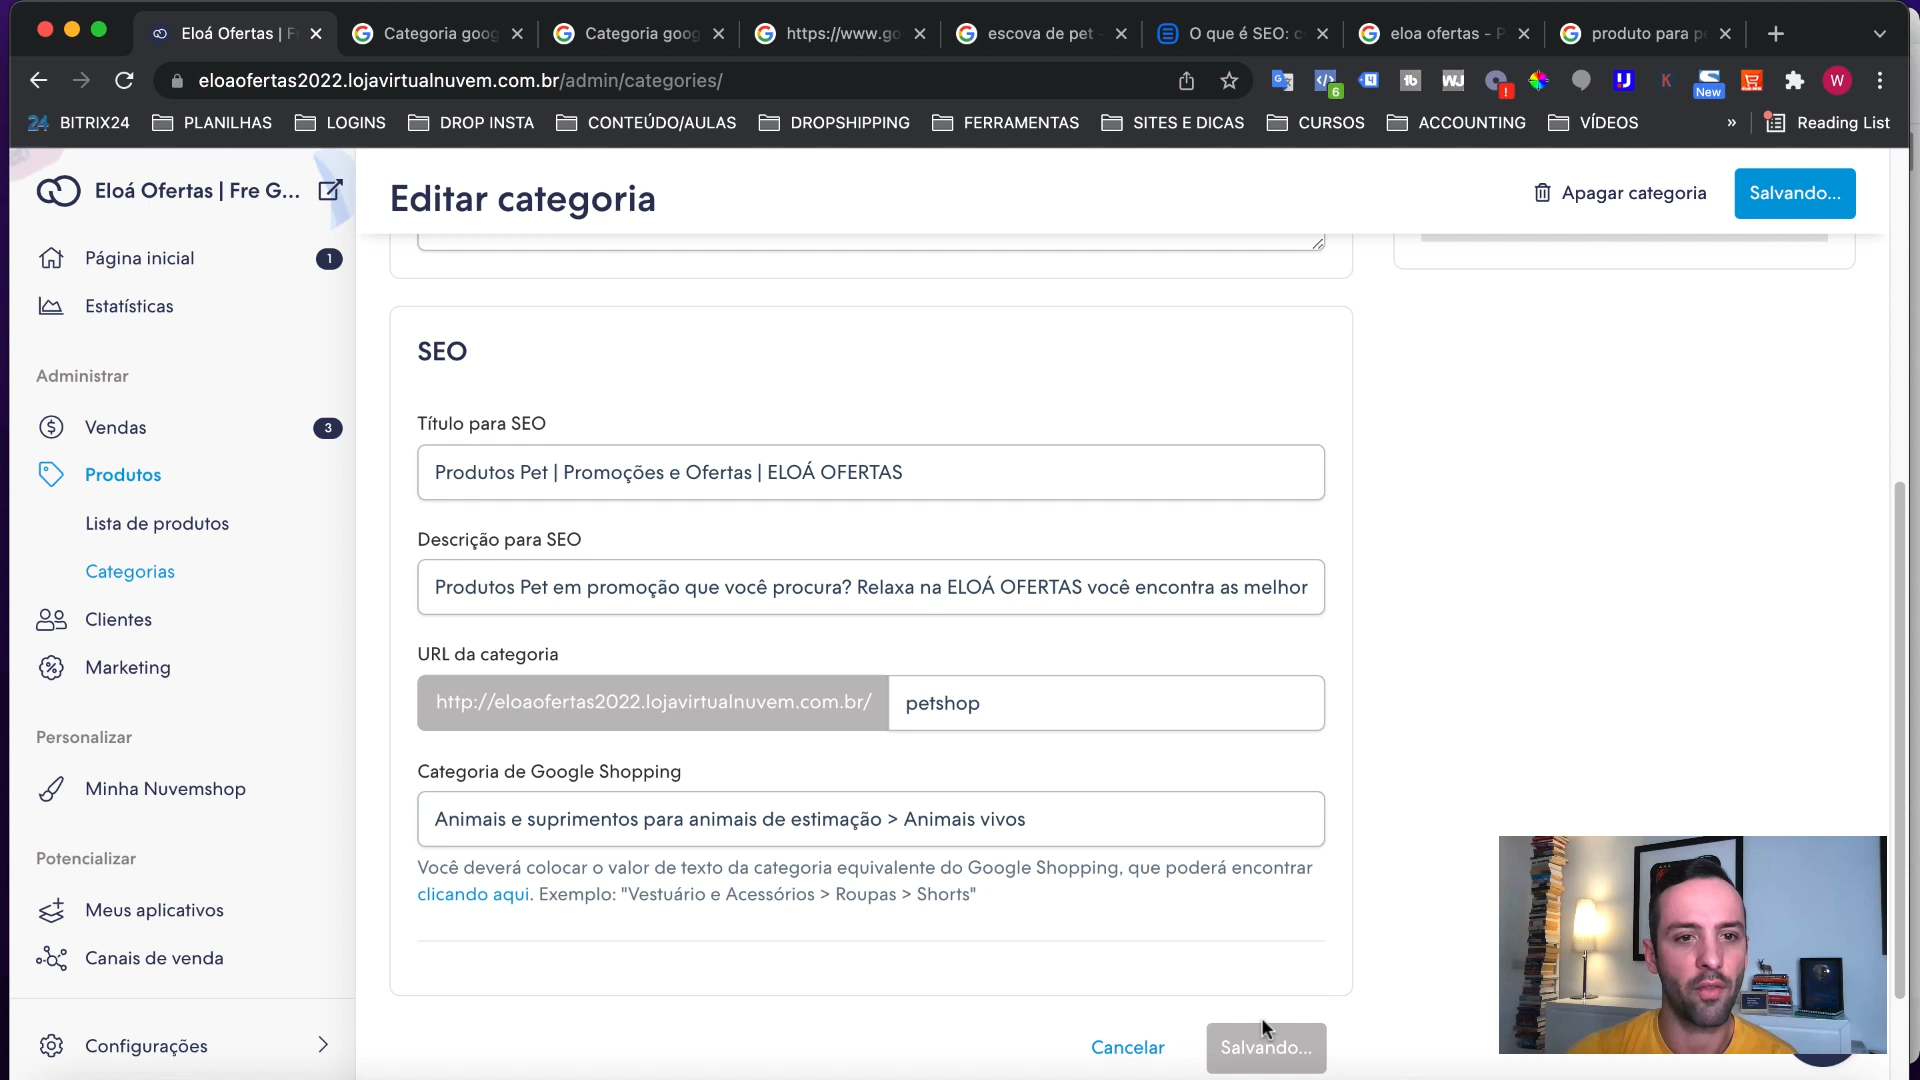 Eloá Ofertas | F
Categoria goog
Categoria goog
https://www.go
escova de pet -
O que é SEO: c
eloa ofertas - P
produto para p
eloaofertas2022.lojavirtualnuvem.com.br/admin/categories/
6
New
W
24 BITRIX24
PLANILHAS
LOGINS
DROP INSTA
CONTEÚDO/AULAS
DROPSHIPPING
FERRAMENTAS
SITES E DICAS
CURSOS
ACCOUNTING
VÍDEOS
»
Reading List
Eloá Ofertas | Fre G...
Página inicial 1
Estatísticas
Administrar
Vendas 3
Produtos
Lista de produtos
Categorias
Clientes
Marketing
Personalizar
Minha Nuvemshop
Potencializar
Meus aplicativos
Canais de venda
Configurações
Editar categoria
Apagar categoria
Salvando...
SEO
Título para SEO
Produtos Pet | Promoções e Ofertas | ELOÁ OFERTAS
Descrição para SEO
Produtos Pet em promoção que você procura? Relaxa na ELOÁ OFERTAS você encontra as melhor
URL da categoria
http://eloaofertas2022.lojavirtualnuvem.com.br/ petshop
Categoria de Google Shopping
Animais e suprimentos para animais de estimação > Animais vivos
Você deverá colocar o valor de texto da categoria equivalente do Google Shopping, que poderá encontrar
clicando aqui. Exemplo: "Vestuário e Acessórios > Roupas > Shorts"
Cancelar
Salvando...